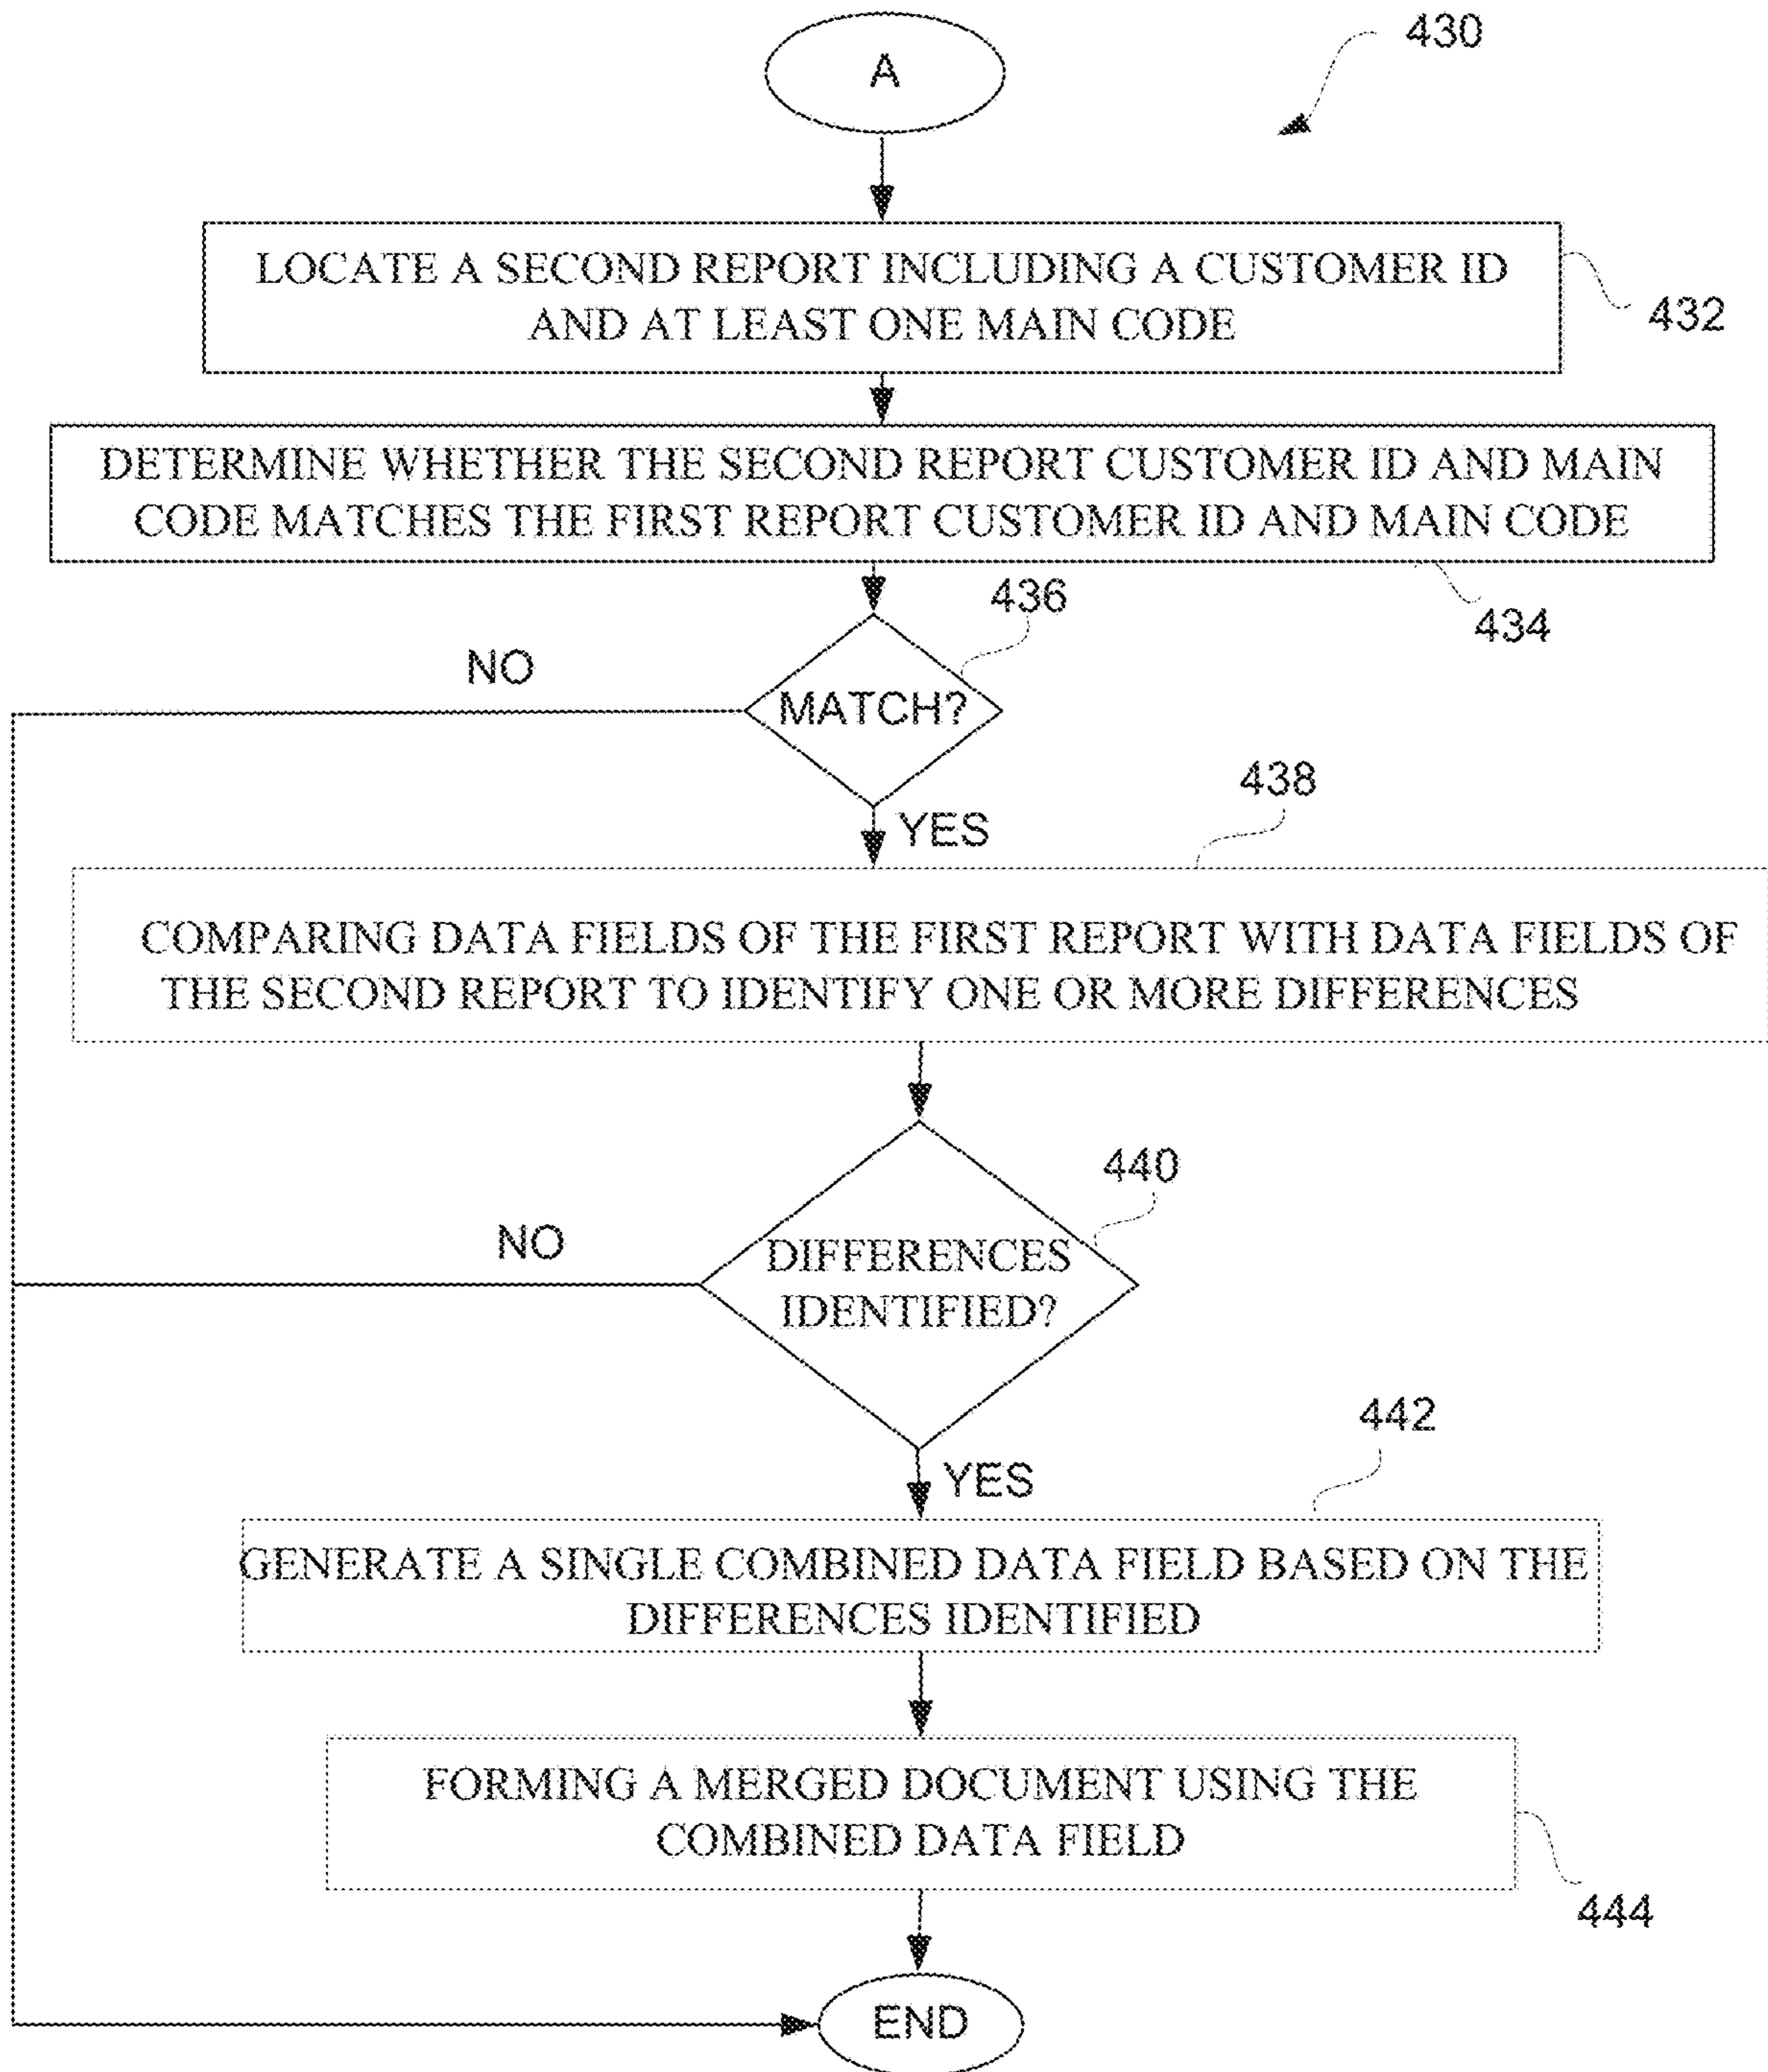 A
430
LOCATE A SECOND REPORT INCLUDING A CUSTOMER ID
AND AT LEAST ONE MAIN CODE
432
DETERMINE WHETHER THE SECOND REPORT CUSTOMER ID AND MAIN
CODE MATCHES THE FIRST REPORT CUSTOMER ID AND MAIN CODE
434
436
NO
MATCH?
YES
438
COMPARING DATA FIELDS OF THE FIRST REPORT WITH DATA FIELDS OF
THE SECOND REPORT TO IDENTIFY ONE OR MORE DIFFERENCES
440
NO
DIFFERENCES
IDENTIFIED?
YES
442
GENERATE A SINGLE COMBINED DATA FIELD BASED ON THE
DIFFERENCES IDENTIFIED
FORMING A MERGED DOCUMENT USING THE
COMBINED DATA FIELD
444
END